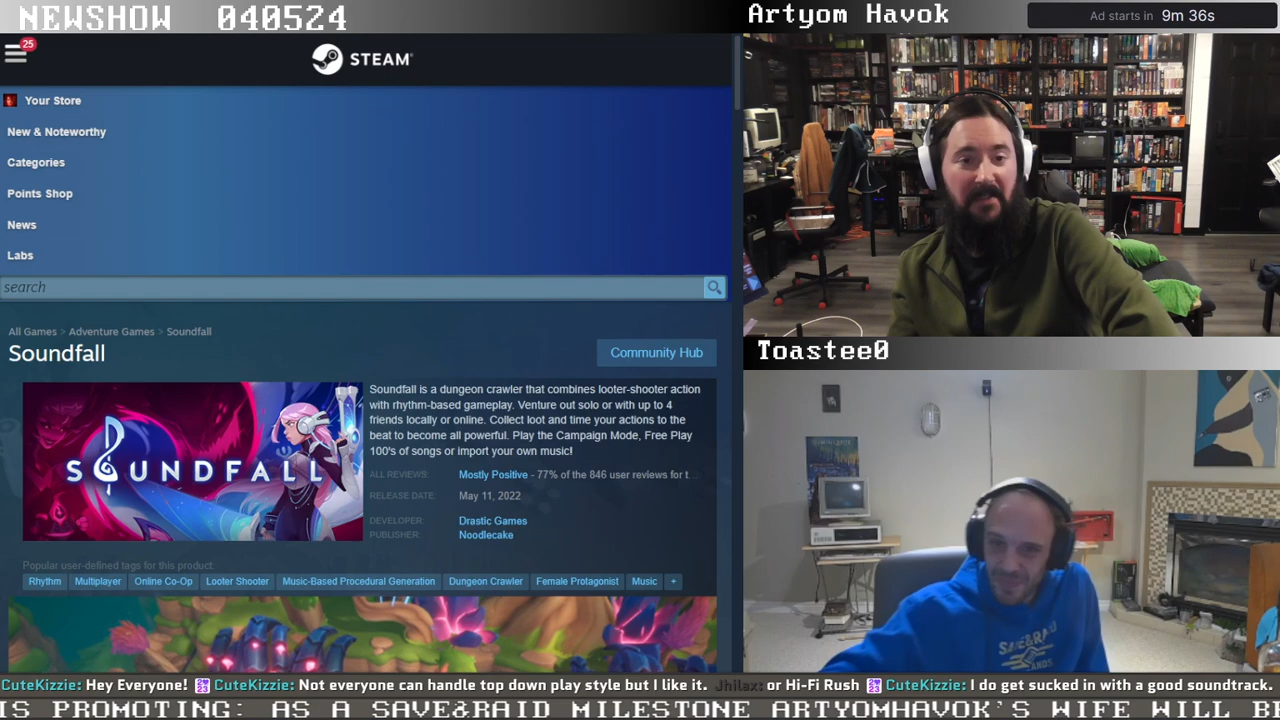 NEWSHOW 040524
Artyom Havok
Ad starts in 9m 36s
25
STEAM
Your Store
New & Noteworthy
Categories
Points Shop
News
Labs
search
All Games > Adventure Games > Soundfall
Soundfall
Community Hub
SOUNDFALL
Soundfall is a dungeon crawler that combines looter-shooter action
with rhythm-based gameplay. Venture out solo or with up to 4
friends locally or online. Collect loot and time your actions to the
beat to become all powerful. Play the Campaign Mode, Free Play
100's of songs or import your own music!
ALL REVIEWS: Mostly Positive - 77% of the 846 user reviews for t...
RELEASE DATE: May 11, 2022
DEVELOPER: Drastic Games
PUBLISHER: Noodlecake
Popular user-defined tags for this product:
Rhythm Multiplayer Online Co-Op Looter Shooter Music-Based Procedural Generation Dungeon Crawler Female Protagonist Music +
Toastee0
SAVE&RAID
CuteKizzie: Hey Everyone! CuteKizzie: Not everyone can handle top down play style but I like it. Jhilax: or Hi-Fi Rush CuteKizzie: I do get sucked in with a good soundtrack.
IS PROMOTING: AS A SAVE&RAID MILESTONE ARTYOMHAVOK'S WIFE WILL BE